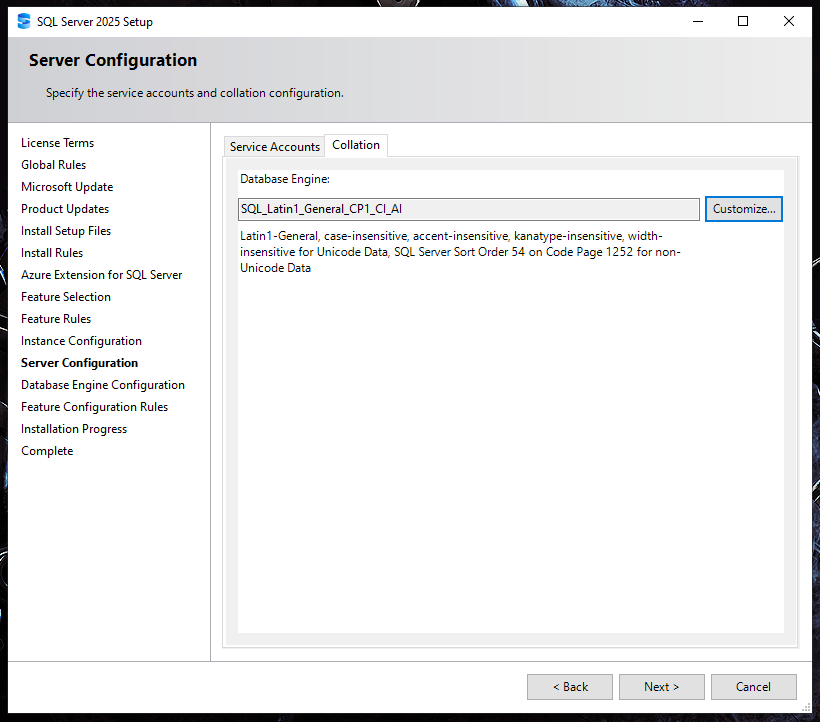 SQL Server 2025 Setup
Server Configuration
Specify the service accounts and collation configuration.
License Terms
Global Rules
Microsoft Update
Product Updates
Install Setup Files
Install Rules
Azure Extension for SQL Server
Feature Selection
Feature Rules
Instance Configuration
Server Configuration
Database Engine Configuration
Feature Configuration Rules
Installation Progress
Complete
Service Accounts
Collation
Database Engine:
SQL_Latin1_General_CP1_CI_AI
Customize...
Latin1-General, case-insensitive, accent-insensitive, kanatype-insensitive, width-
insensitive for Unicode Data, SQL Server Sort Order 54 on Code Page 1252 for non-
Unicode Data
< Back
Next >
Cancel